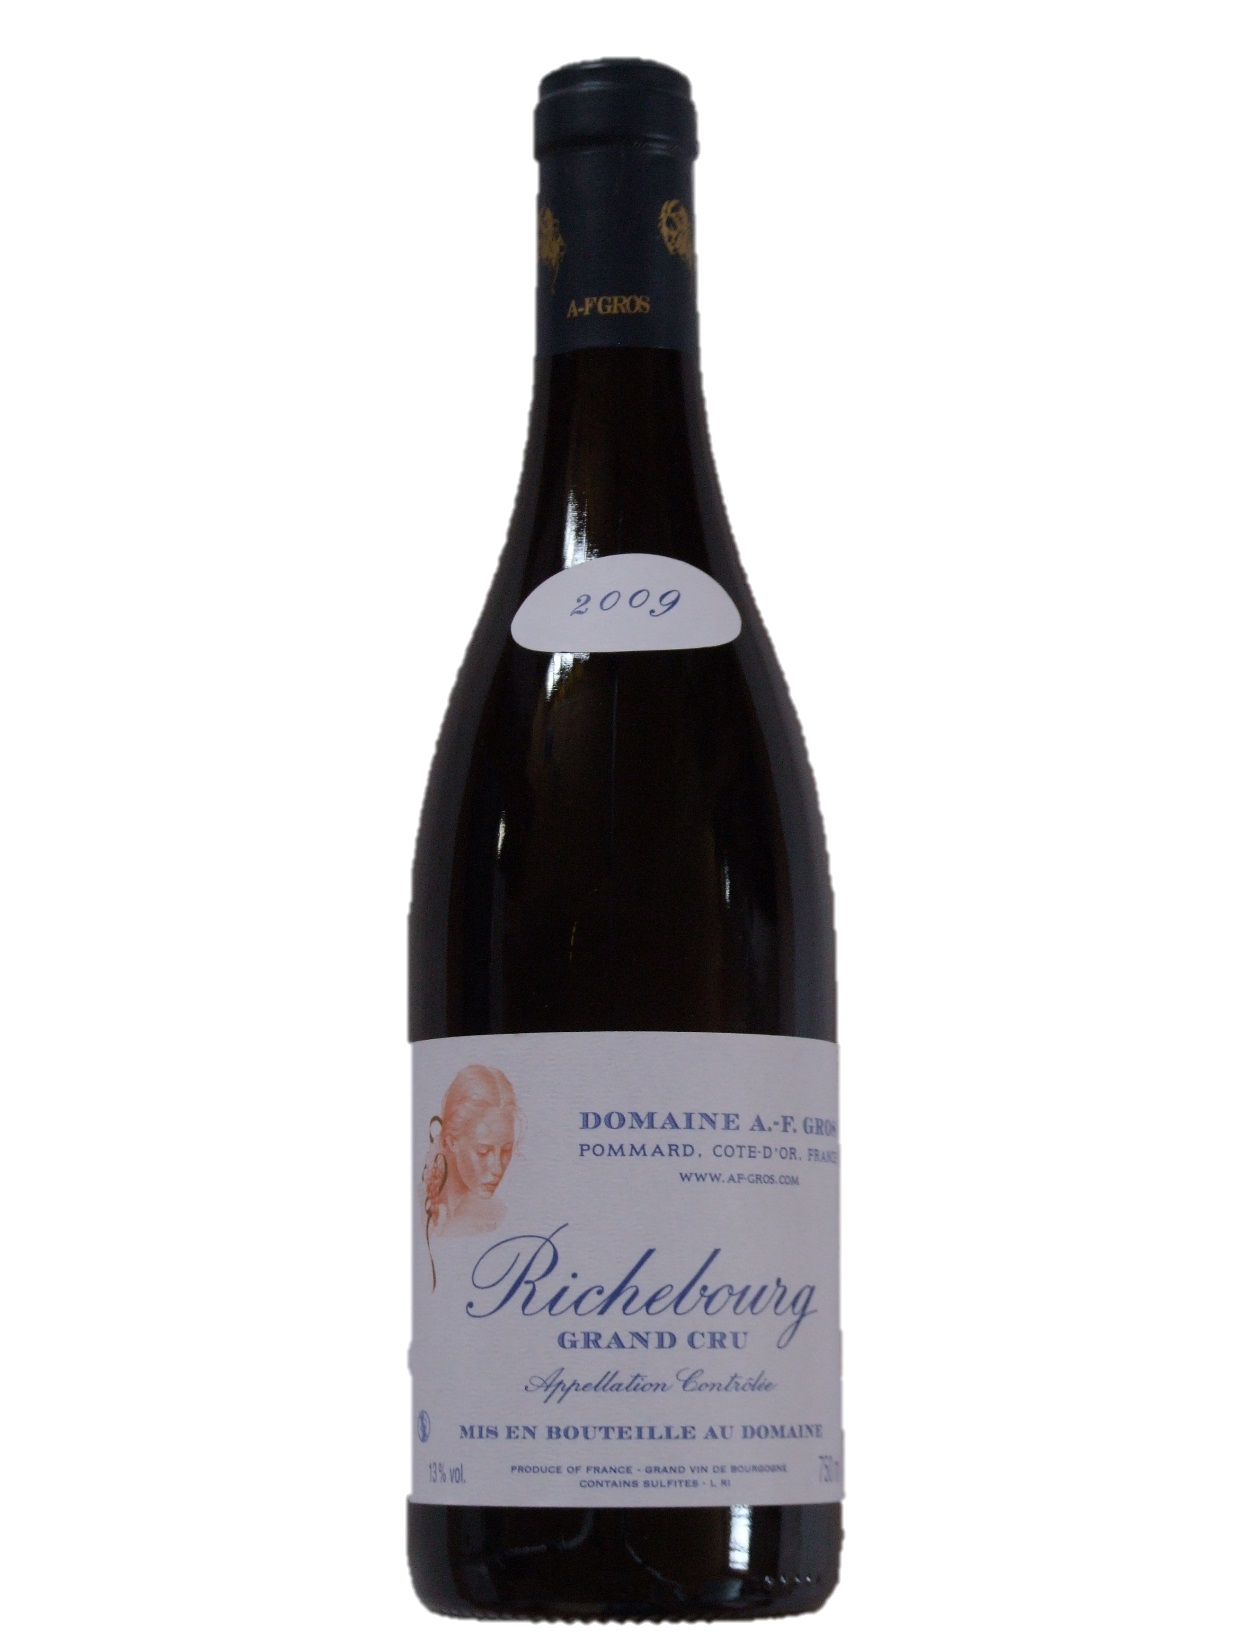 A-F GROS
2009
DOMAINE A.-F. GROS
POMMARD, COTE-D'OR, FRANCE
WWW.AF-GROS.COM
Richebourg
GRAND CRU
Appellation Contrôlée
MIS EN BOUTEILLE AU DOMAINE
13 % vol.
PRODUCE OF FRANCE - GRAND VIN DE BOURGOGNE
750 m
CONTAINS SULFITES - L RI